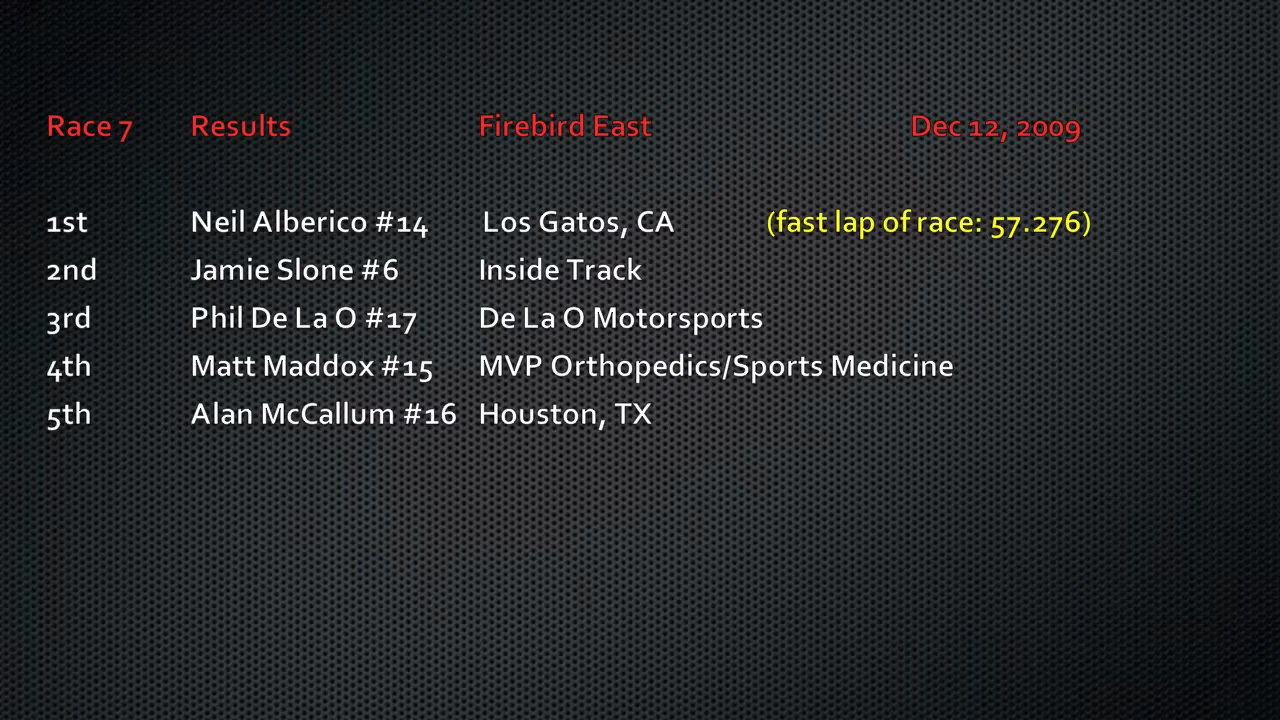 Race 7 Results Firebird East Dec 12, 2009
1st Neil Alberico #14 Los Gatos, CA (fast lap of race: 57.276)
2nd Jamie Slone #6 Inside Track
3rd Phil De La O #17 De La O Motorsports
4th Matt Maddox #15 MVP Orthopedics/Sports Medicine
5th Alan McCallum #16 Houston, TX